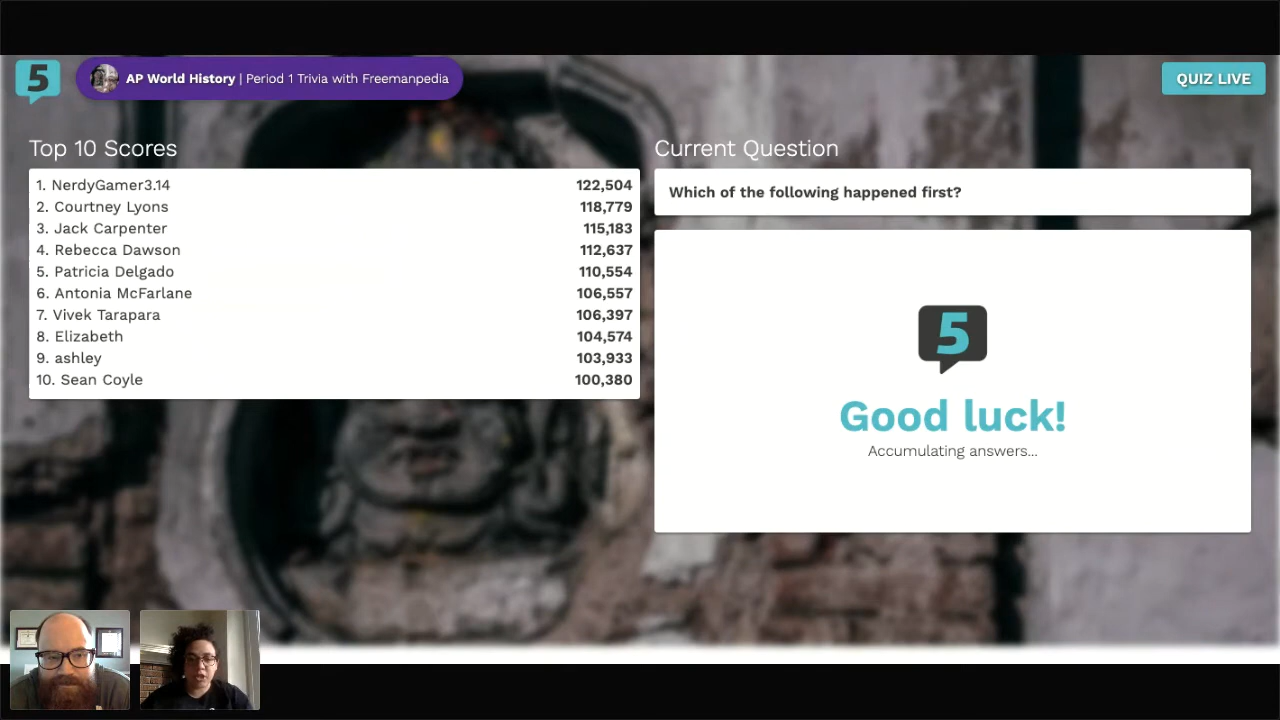 5
AP World History | Period 1 Trivia with Freemanpedia
QUIZ LIVE
Top 10 Scores
1. NerdyGamer3.14 122,504
2. Courtney Lyons 118,779
3. Jack Carpenter 115,183
4. Rebecca Dawson 112,637
5. Patricia Delgado 110,554
6. Antonia McFarlane 106,557
7. Vivek Tarapara 106,397
8. Elizabeth 104,574
9. ashley 103,933
10. Sean Coyle 100,380
Current Question
Which of the following happened first?
5
Good luck!
Accumulating answers...